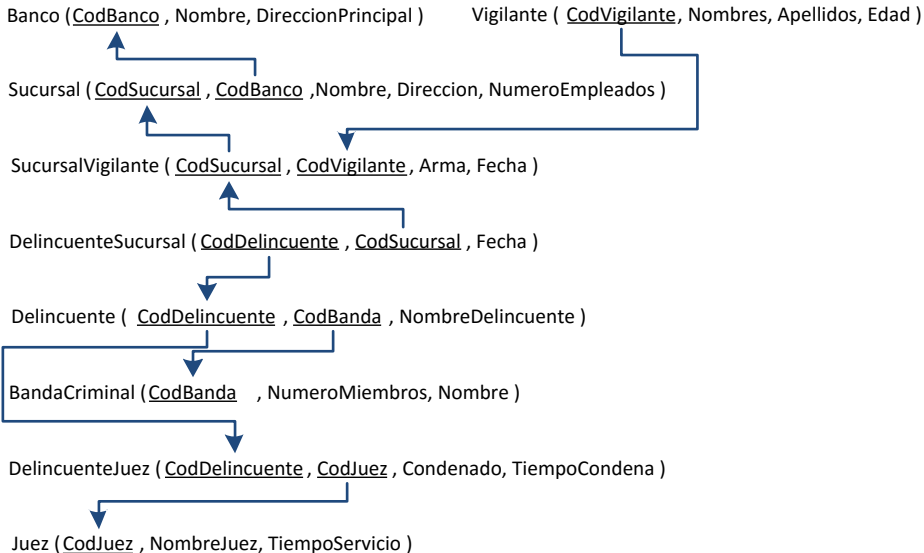 Banco (CodBanco , Nombre, DireccionPrincipal )
Vigilante ( CodVigilante, Nombres, Apellidos, Edad )
Sucursal ( CodSucursal , CodBanco ,Nombre, Direccion, NumeroEmpleados )
SucursalVigilante ( CodSucursal , CodVigilante , Arma, Fecha )
DelincuenteSucursal ( CodDelincuente , CodSucursal , Fecha )
Delincuente ( CodDelincuente , CodBanda , NombreDelincuente )
BandaCriminal (CodBanda , NumeroMiembros, Nombre )
DelincuenteJuez ( CodDelincuente , CodJuez , Condenado, TiempoCondena )
Juez (CodJuez , NombreJuez, TiempoServicio )